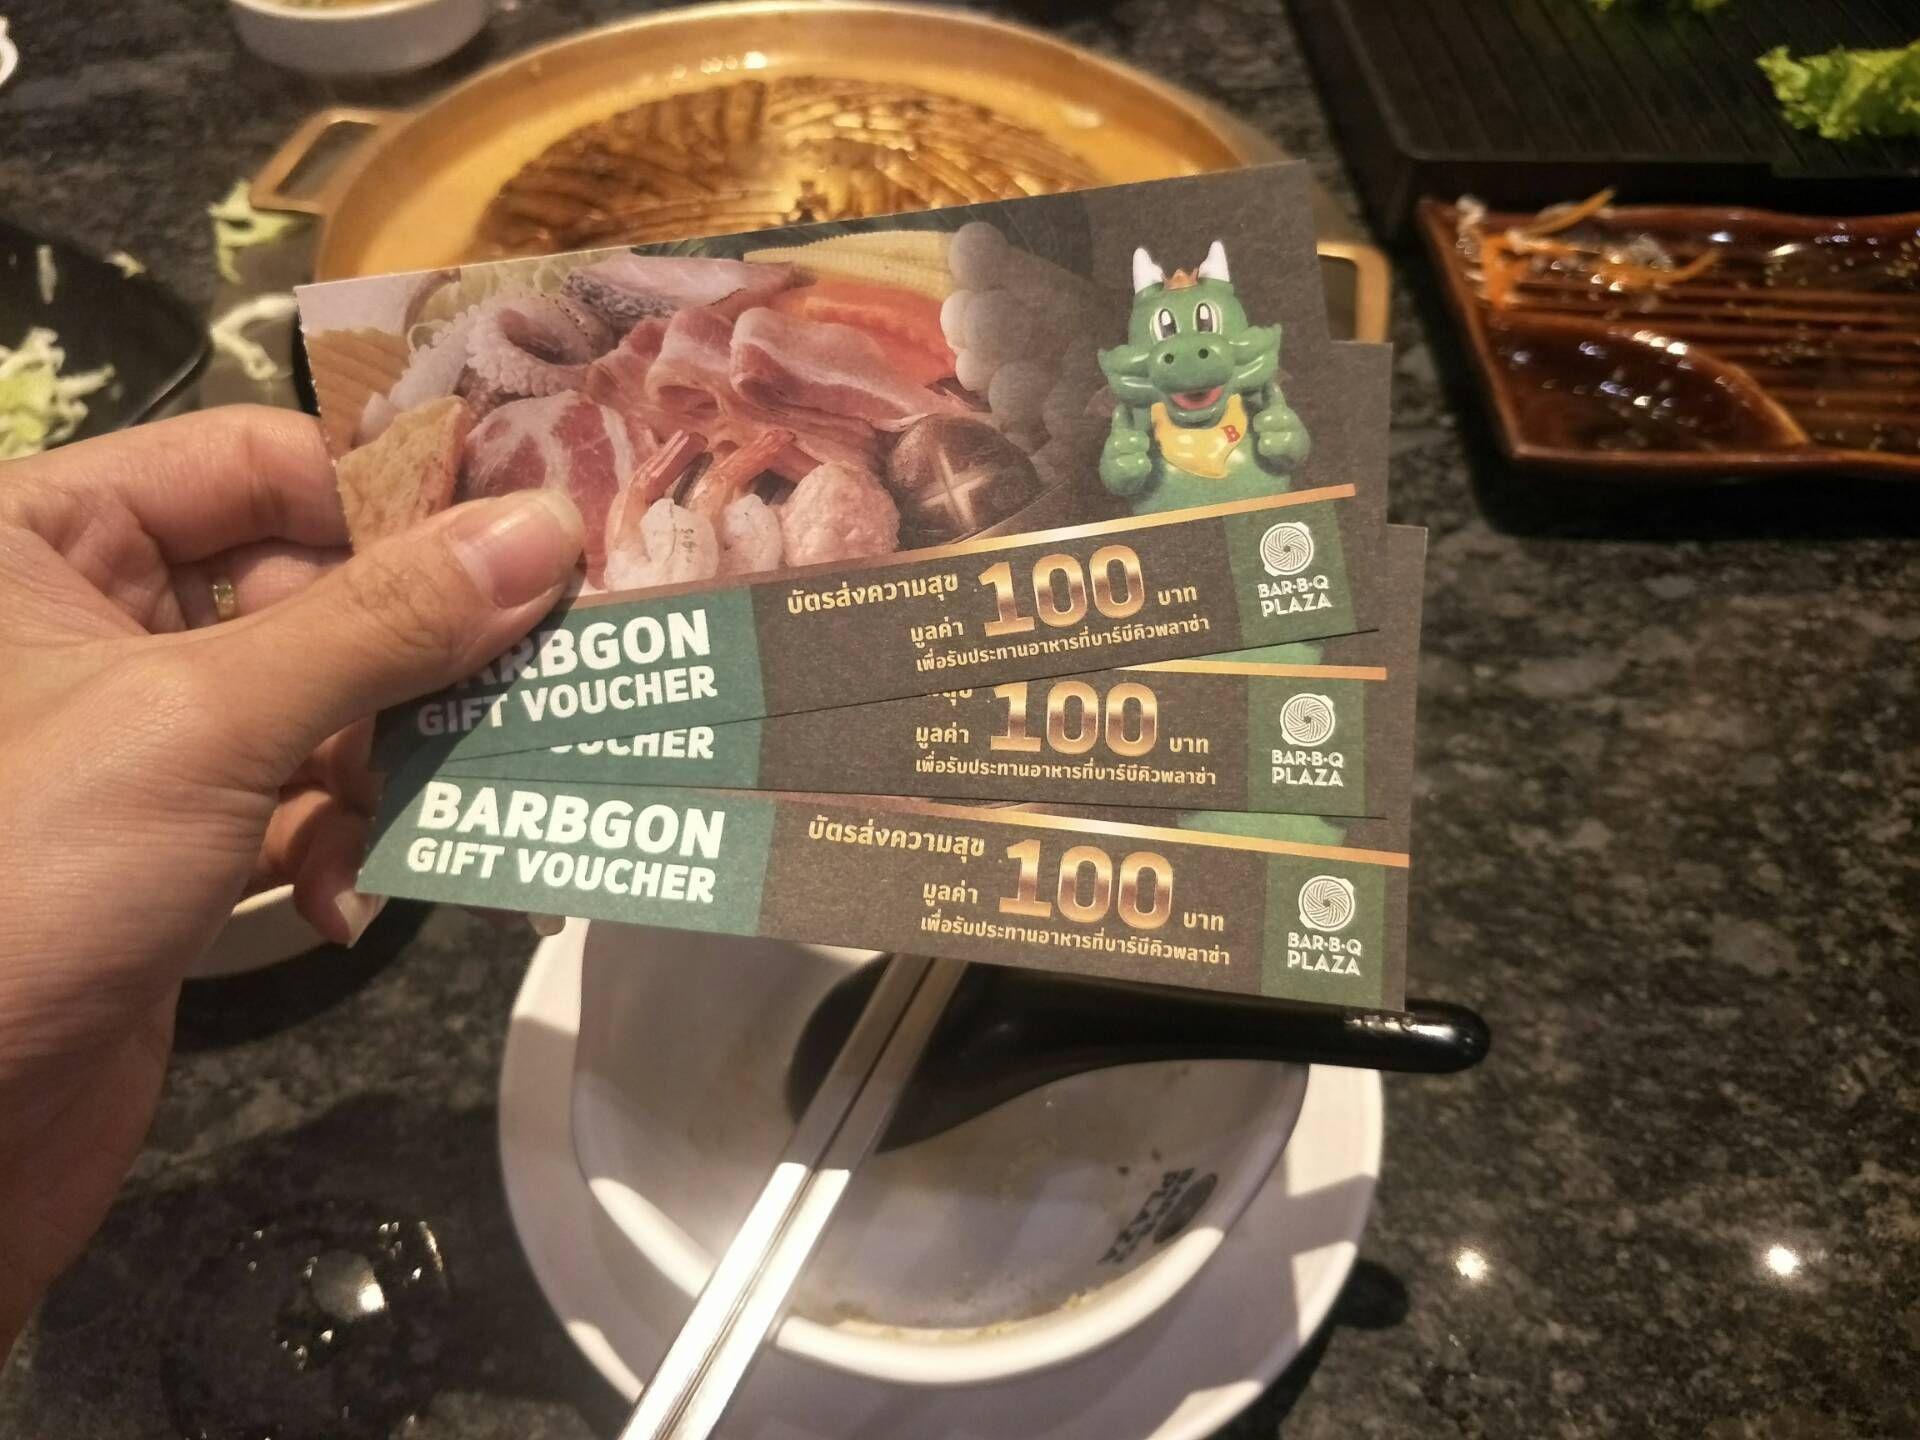 B
บัตรส่งความสุข
มูลค่า 100 บาท
เพื่อรับประทานอาหารที่บาร์บีคิวพลาซ่า
BAR·B·Q
PLAZA
BARBGON
GIFT VOUCHER
มูลค่า 100 บาท
เพื่อรับประทานอาหารที่บาร์บีคิวพลาซ่า
BAR·B·Q
PLAZA
VOUCHER
BARBGON
GIFT VOUCHER
บัตรส่งความสุข
มูลค่า 100 บาท
เพื่อรับประทานอาหารที่บาร์บีคิวพลาซ่า
BAR·B·Q
PLAZA